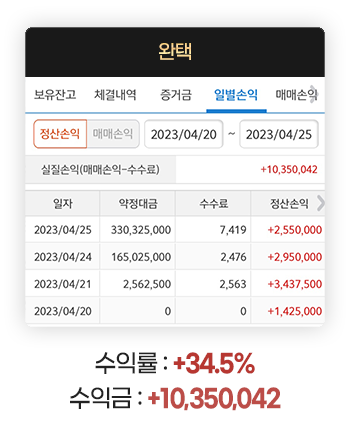 완택
보유잔고 체결내역 증거금 일별손익 매매손익
정산손익 매매손익 2023/04/20 ~ 2023/04/25
실질손익(매매손익-수수료) +10,350,042
일자 약정대금 수수료 정산손익
2023/04/25 330,325,000 7,419 +2,550,000
2023/04/24 165,025,000 2,476 +2,950,000
2023/04/21 2,562,500 2,563 +3,437,500
2023/04/20 0 0 +1,425,000
수익률 : +34.5%
수익금 : +10,350,042